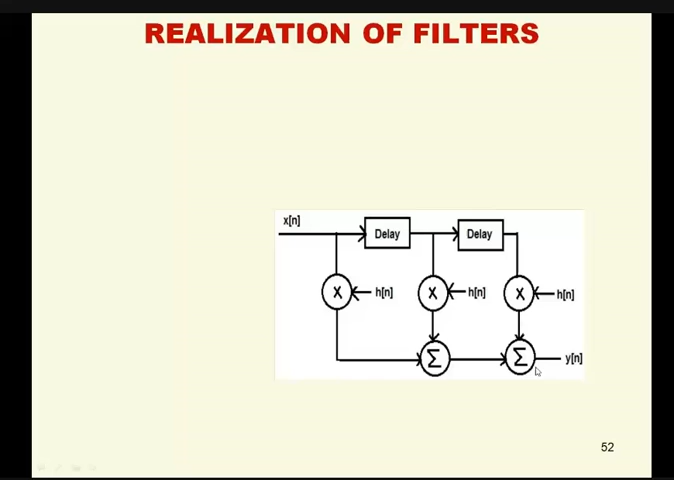 REALIZATION OF FILTERS
x[n]
Delay
Delay
X
h[n]
X
h[n]
X
h[n]
Σ
Σ
y[n]
52